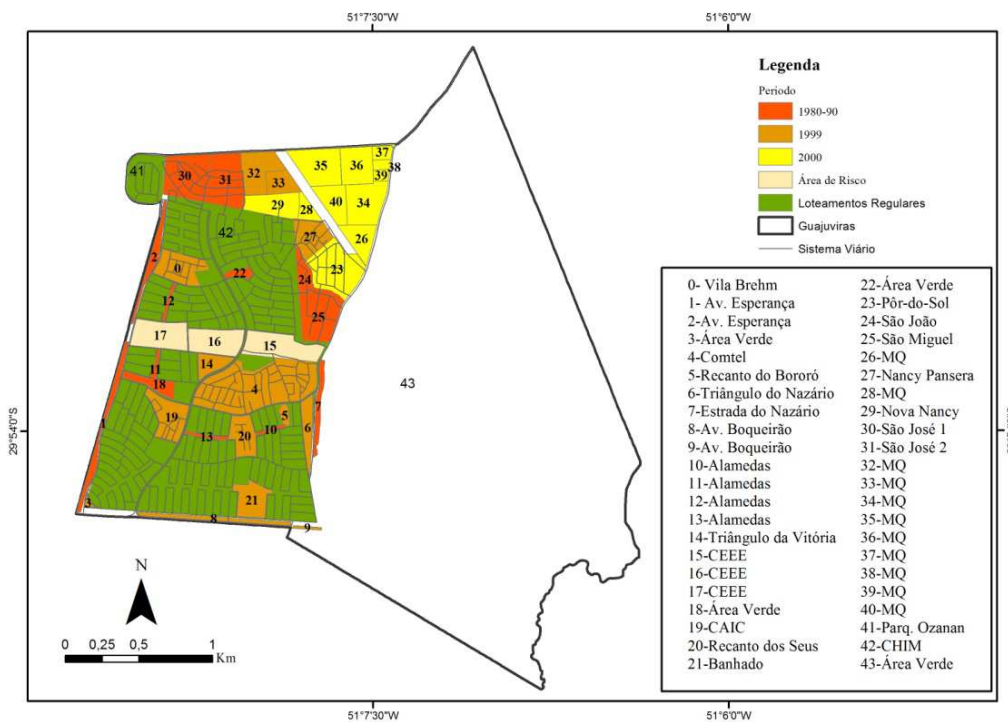 51°7'30"W
51°6'0"W
Legenda
Periodo
1980-90
1999
2000
Área de Risco
Loteamentos Regulares
Guajuviras
Sistema Viário
37
35
36
38
41
30
31
32
33
39
40
34
29
28
42
27
26
2
0
22
24
23
12
25
17
16
15
43
11
14
18
4
19
5
7
1
13
20
10
6
21
3
8
9
29°54'0"S
0- Vila Brehm
1- Av. Esperança
2-Av. Esperança
3-Área Verde
4-Comtel
5-Recanto do Bororó
6-Triângulo do Nazário
7-Estrada do Nazário
8-Av. Boqueirão
9-Av. Boqueirão
10-Alamedas
11-Alamedas
12-Alamedas
13-Alamedas
14-Triângulo da Vitória
15-CEEE
16-CEEE
17-CEEE
18-Área Verde
19-CAIC
20-Recanto dos Seus
21-Banhado
22-Área Verde
23-Pôr-do-Sol
24-São João
25-São Miguel
26-MQ
27-Nancy Pansera
28-MQ
29-Nova Nancy
30-São José 1
31-São José 2
32-MQ
33-MQ
34-MQ
35-MQ
36-MQ
37-MQ
38-MQ
39-MQ
40-MQ
41-Parq. Ozanan
42-CHIM
43-Área Verde
N
0 0,25 0,5 1
Km
51°7'30"W
51°6'0"W